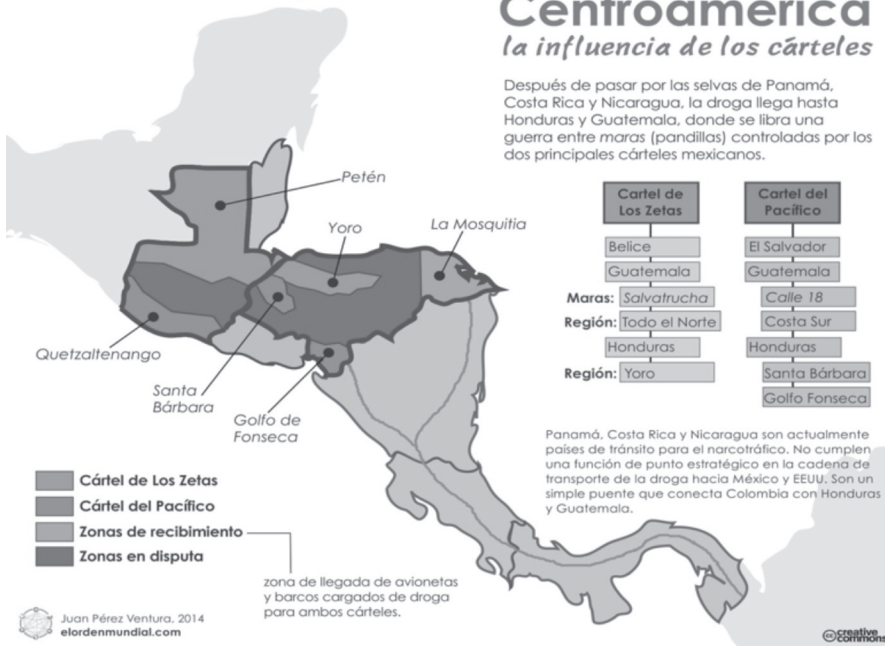 Centroamérica
la influencia de los cárteles
Después de pasar por las selvas de Panamá,
Costa Rica y Nicaragua, la droga llega hasta
Honduras y Guatemala, donde se libra una
guerra entre maras (pandillas) controladas por los
dos principales cárteles mexicanos.
Petén
Yoro
La Mosquitia
Quetzaltenango
Santa
Bárbara
Golfo de
Fonseca
Cartel de
Los Zetas
Belice
Guatemala
Maras: Salvatrucha
Región: Todo el Norte
Honduras
Región: Yoro
Cartel del
Pacífico
El Salvador
Guatemala
Calle 18
Costa Sur
Honduras
Santa Bárbara
Golfo Fonseca
Panamá, Costa Rica y Nicaragua son actualmente
países de tránsito para el narcotráfico. No cumplen
una función de punto estratégico en la cadena de
transporte de la droga hacia México y EEUU. Son un
simple puente que conecta Colombia con Honduras
y Guatemala.
Cártel de Los Zetas
Cártel del Pacífico
Zonas de recibimiento
Zonas en disputa
zona de llegada de avionetas
y barcos cargados de droga
para ambos cárteles.
Juan Pérez Ventura, 2014
elordenmundial.com
cc creative
commons